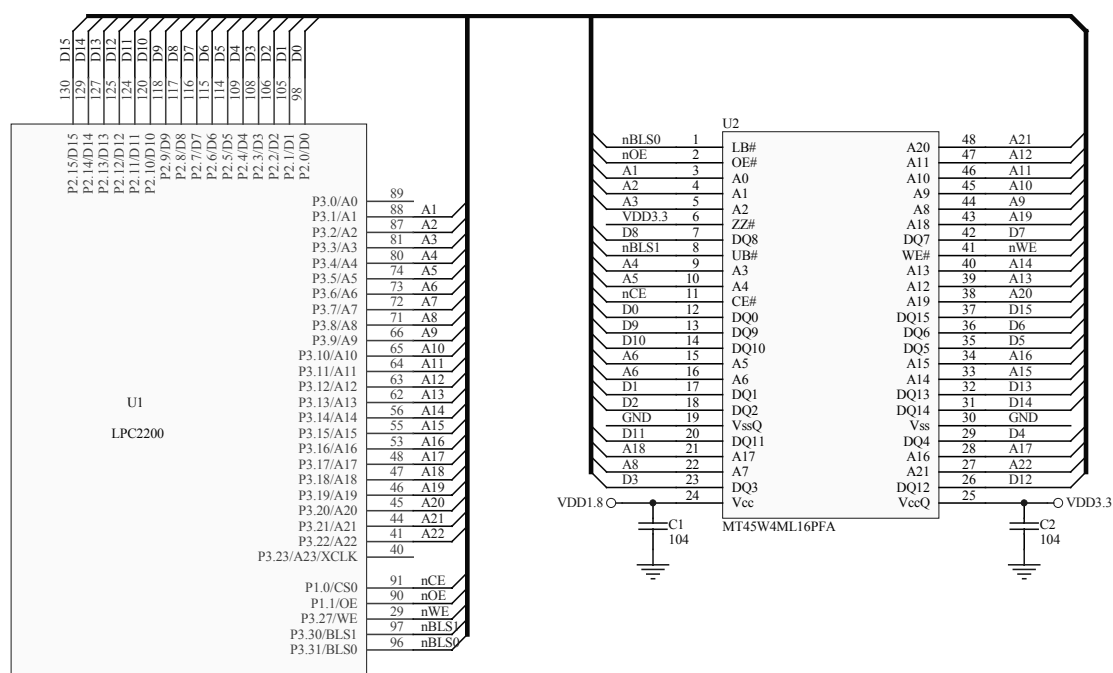 D15 D14 D13 D12 D11 D10 D9 D8 D7 D6 D5 D4 D3 D2 D1 D0
130 129 127 125 124 120 118 117 116 115 114 109 108 106 105 98
P2.15/D15 P2.14/D14 P2.13/D13 P2.12/D12 P2.11/D11 P2.10/D10 P2.9/D9 P2.8/D8 P2.7/D7 P2.6/D6 P2.5/D5 P2.4/D4 P2.3/D3 P2.2/D2 P2.1/D1 P2.0/D0
P3.0/A0 89
P3.1/A1 88 A1
P3.2/A2 87 A2
P3.3/A3 81 A3
P3.4/A4 80 A4
P3.5/A5 74 A5
P3.6/A6 73 A6
P3.7/A7 72 A7
P3.8/A8 71 A8
P3.9/A9 66 A9
P3.10/A10 65 A10
P3.11/A11 64 A11
P3.12/A12 63 A12
P3.13/A13 62 A13
P3.14/A14 56 A14
P3.15/A15 55 A15
P3.16/A16 53 A16
P3.17/A17 48 A17
P3.18/A18 47 A18
P3.19/A19 46 A19
P3.20/A20 45 A20
P3.21/A21 44 A21
P3.22/A22 41 A22
P3.23/A23/XCLK 40
P1.0/CS0 91 nCE
P1.1/OE 90 nOE
P3.27/WE 29 nWE
P3.30/BLS1 97 nBLS1
P3.31/BLS0 96 nBLS0
U1
LPC2200
U2
nBLS0 1 LB# A20 48 A21
nOE 2 OE# A11 47 A12
A1 3 A0 A10 46 A11
A2 4 A1 A9 45 A10
A3 5 A2 A8 44 A9
VDD3.3 6 ZZ# A18 43 A19
D8 7 DQ8 DQ7 42 D7
nBLS1 8 UB# WE# 41 nWE
A4 9 A3 A13 40 A14
A5 10 A4 A12 39 A13
nCE 11 CE# A19 38 A20
D0 12 DQ0 DQ15 37 D15
D9 13 DQ9 DQ6 36 D6
D10 14 DQ10 DQ5 35 D5
A6 15 A5 A15 34 A16
A6 16 A6 A14 33 A15
D1 17 DQ1 DQ13 32 D13
D2 18 DQ2 DQ14 31 D14
GND 19 VssQ Vss 30 GND
D11 20 DQ11 DQ4 29 D4
A18 21 A17 A16 28 A17
A8 22 A7 A21 27 A22
D3 23 DQ3 DQ12 26 D12
VDD1.8 24 Vcc VccQ 25 VDD3.3
MT45W4ML16PFA
C1
104
C2
104